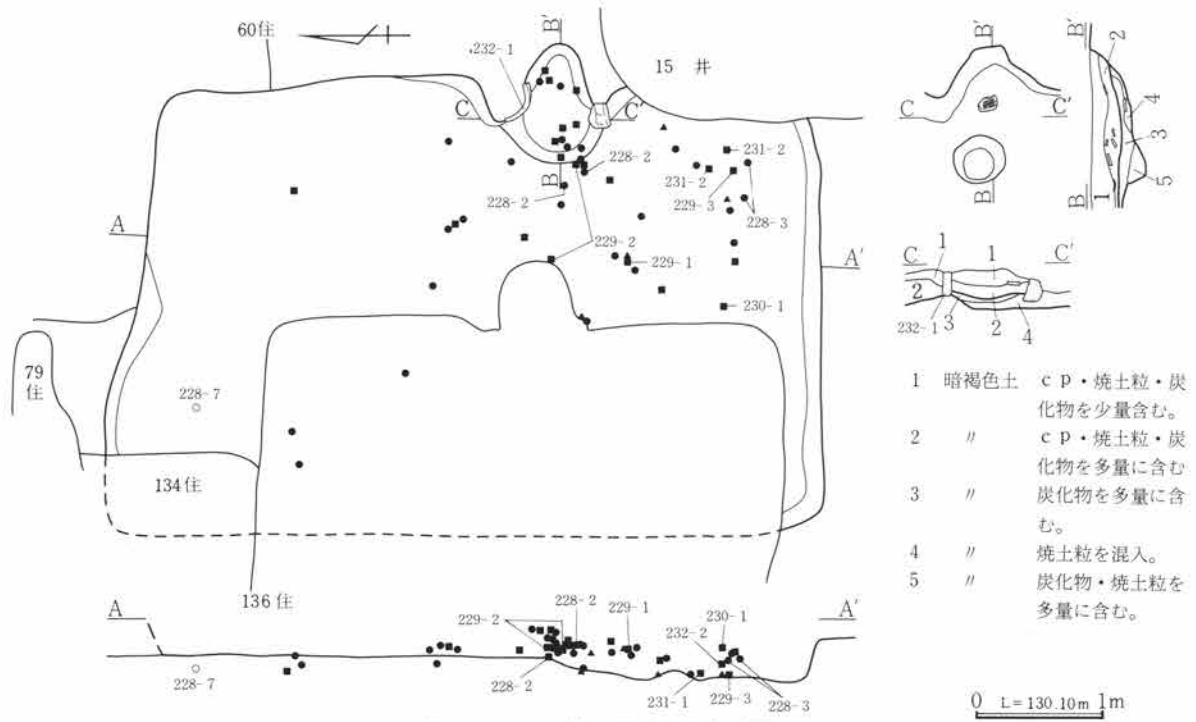 60住
232-1
B'
15 井
C
C'
B
228-2
228-2
231-2
231-2
229-3
228-3
229-2
229-1
230-1
A
A'
79
住
228-7
134住
136住
A
A'
229-2
228-2
229-1
230-1
232-2
228-7
228-2
231-1
229-3
228-3
B'
B'
2
C
C'
4
3
5
B
B
1
C
C'
1
1
2
232-1
3
2
4
1 暗褐色土 cp・焼土粒・炭
化物を少量含む。
2 〃 cp・焼土粒・炭
化物を多量に含む
3 〃 炭化物を多量に含
む。
4 〃 焼土粒を混入。
5 〃 炭化物・焼土粒を
多量に含む。
0 L=130.10m 1m